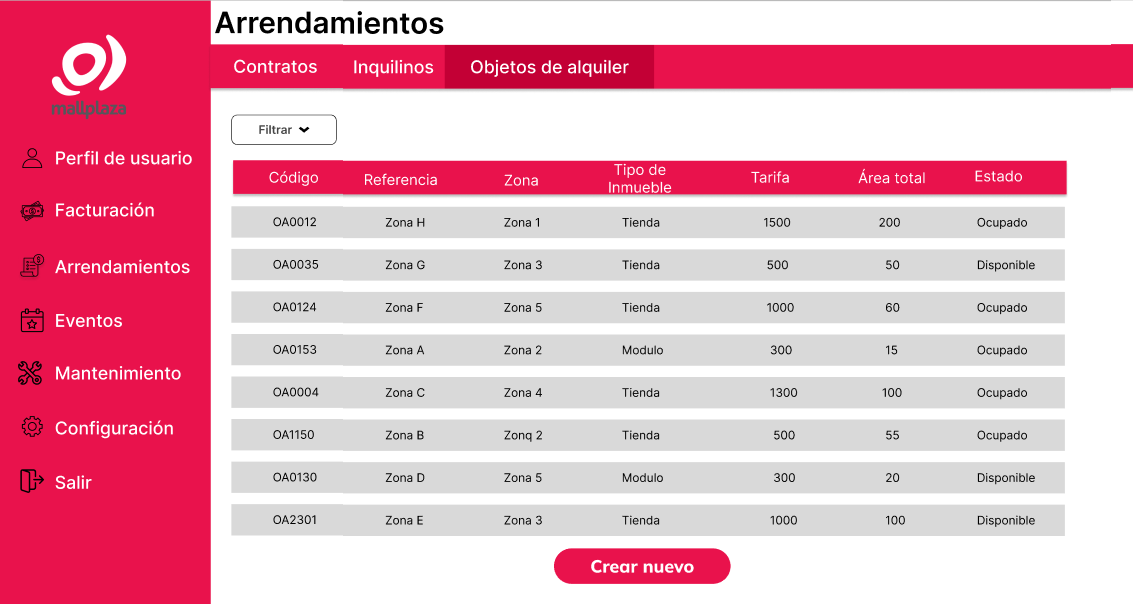 Arrendamientos
Contratos Inquilinos Objetos de alquiler
mallplaza
Perfil de usuario
Facturación
Arrendamientos
Eventos
Mantenimiento
Configuración
Salir
Filtrar
Código Referencia Zona Tipo de Inmueble Tarifa Área total Estado
OA0012 Zona H Zona 1 Tienda 1500 200 Ocupado
OA0035 Zona G Zona 3 Tienda 500 50 Disponible
OA0124 Zona F Zona 5 Tienda 1000 60 Ocupado
OA0153 Zona A Zona 2 Modulo 300 15 Ocupado
OA0004 Zona C Zona 4 Tienda 1300 100 Ocupado
OA1150 Zona B Zonq 2 Tienda 500 55 Ocupado
OA0130 Zona D Zona 5 Modulo 300 20 Disponible
OA2301 Zona E Zona 3 Tienda 1000 100 Disponible
Crear nuevo